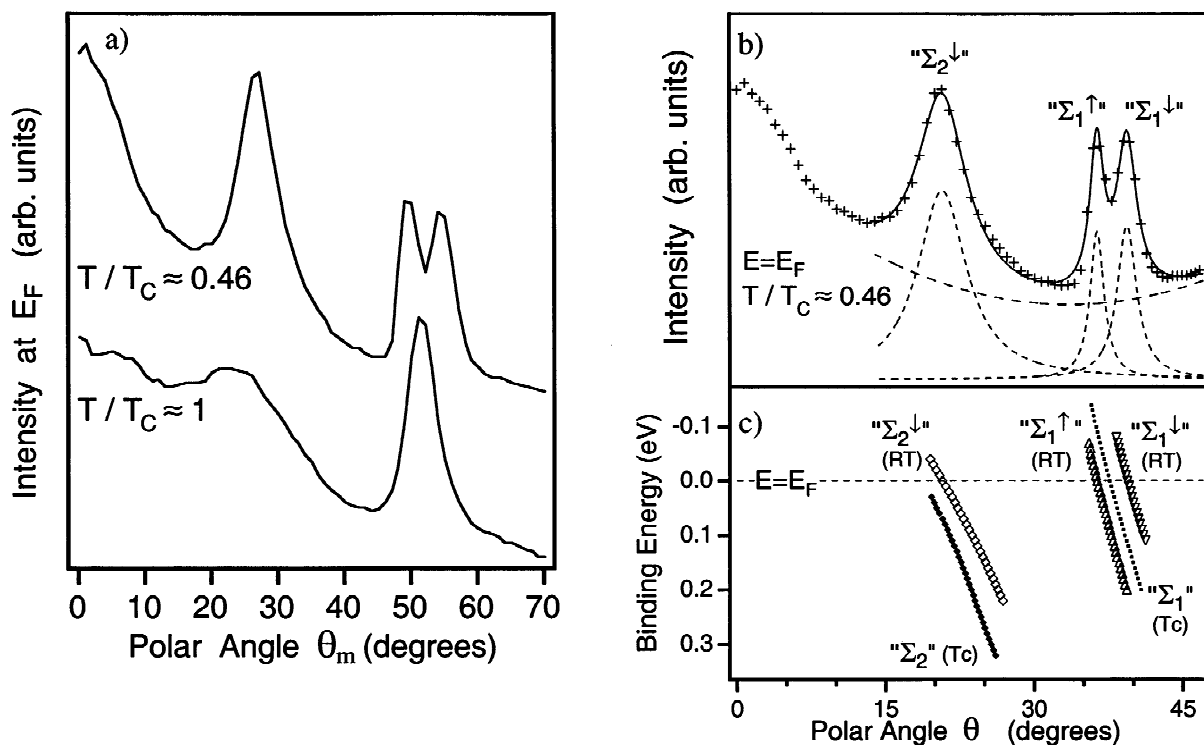 a)
Intensity at E_F (arb. units)
T / T_C ≈ 0.46
T / T_C ≈ 1
0 10 20 30 40 50 60 70
Polar Angle θ_m (degrees)
b)
Intensity (arb. units)
"Σ₂↓"
"Σ₁↑" "Σ₁↓"
E=E_F
T / T_C ≈ 0.46
c)
Binding Energy (eV)
-0.1
0.0
0.1
0.2
0.3
"Σ₂↓"
(RT)
"Σ₁↑"
(RT)
"Σ₁↓"
(RT)
E=E_F
"Σ₁"
(Tc)
"Σ₂" (Tc)
0 15 30 45
Polar Angle θ (degrees)